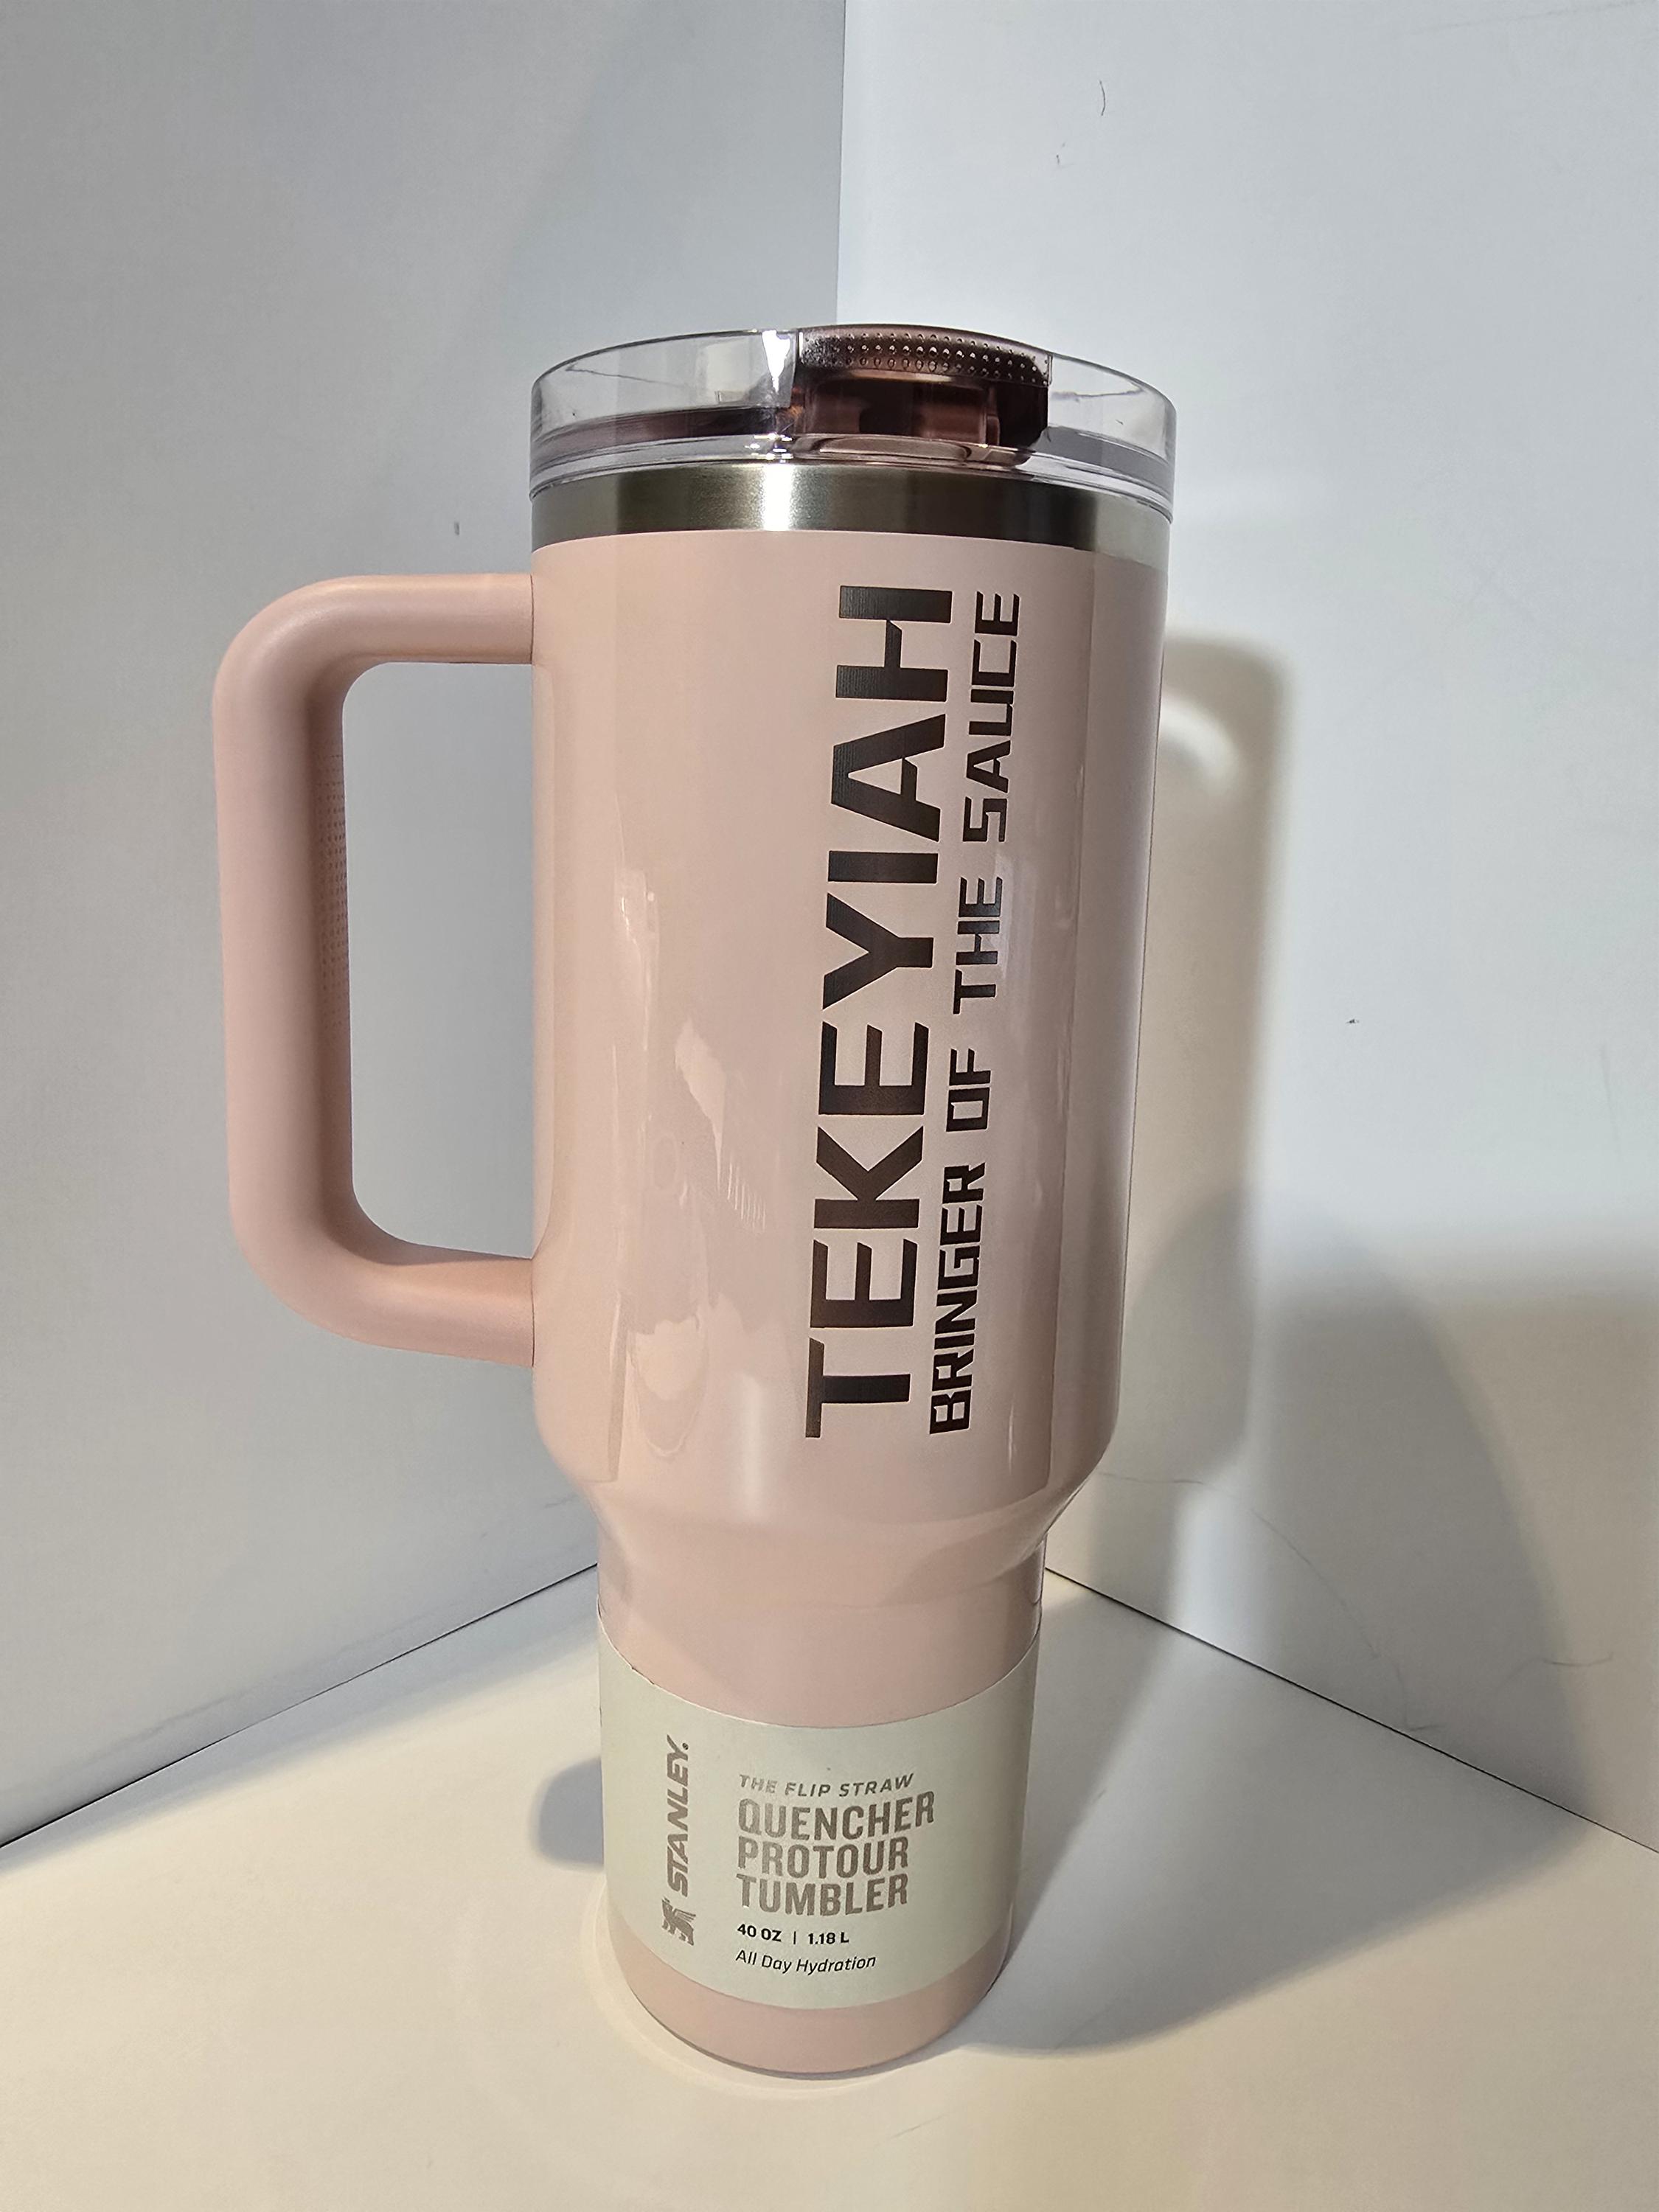 TEKEYIAH
BRINGER OF THE SAUCE
STANLEY.
THE FLIP STRAW
QUENCHER
PROTOUR
TUMBLER
40 OZ | 1.18 L
All Day Hydration